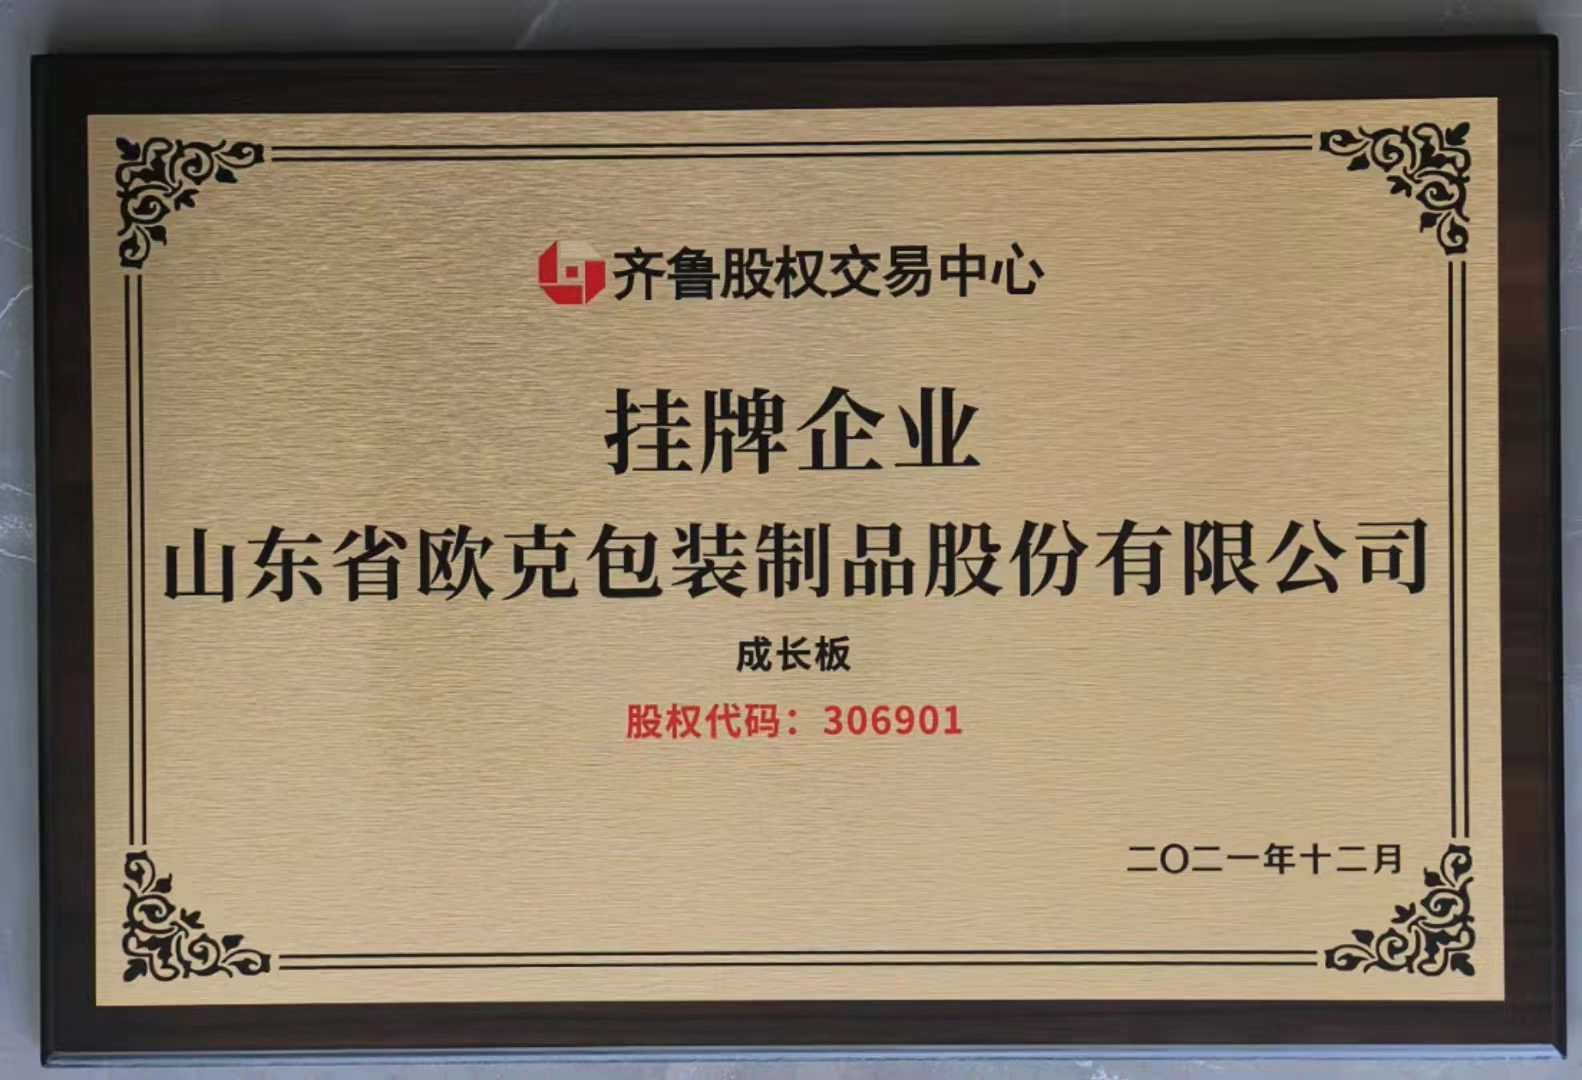 齐鲁股权交易中心
挂牌企业
山东省欧克包装制品股份有限公司
成长板
股权代码：306901
二〇二一年十二月